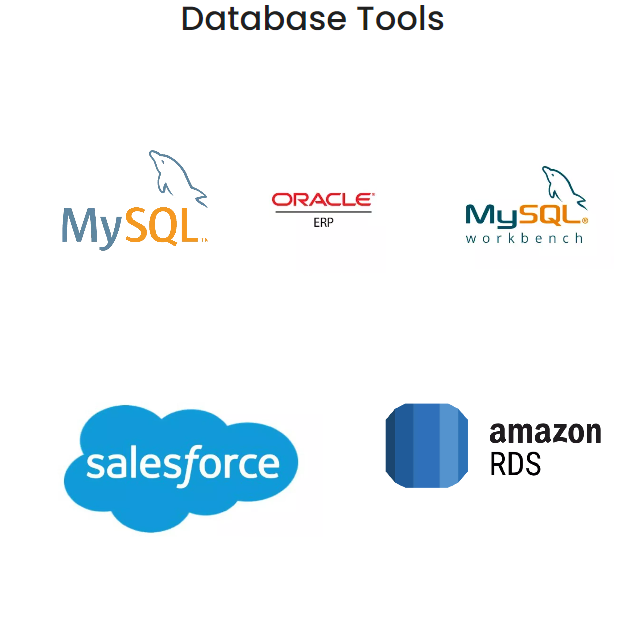 Database Tools
MySQL
ORACLE
ERP
MySQL®
workbench
salesforce
amazon
RDS